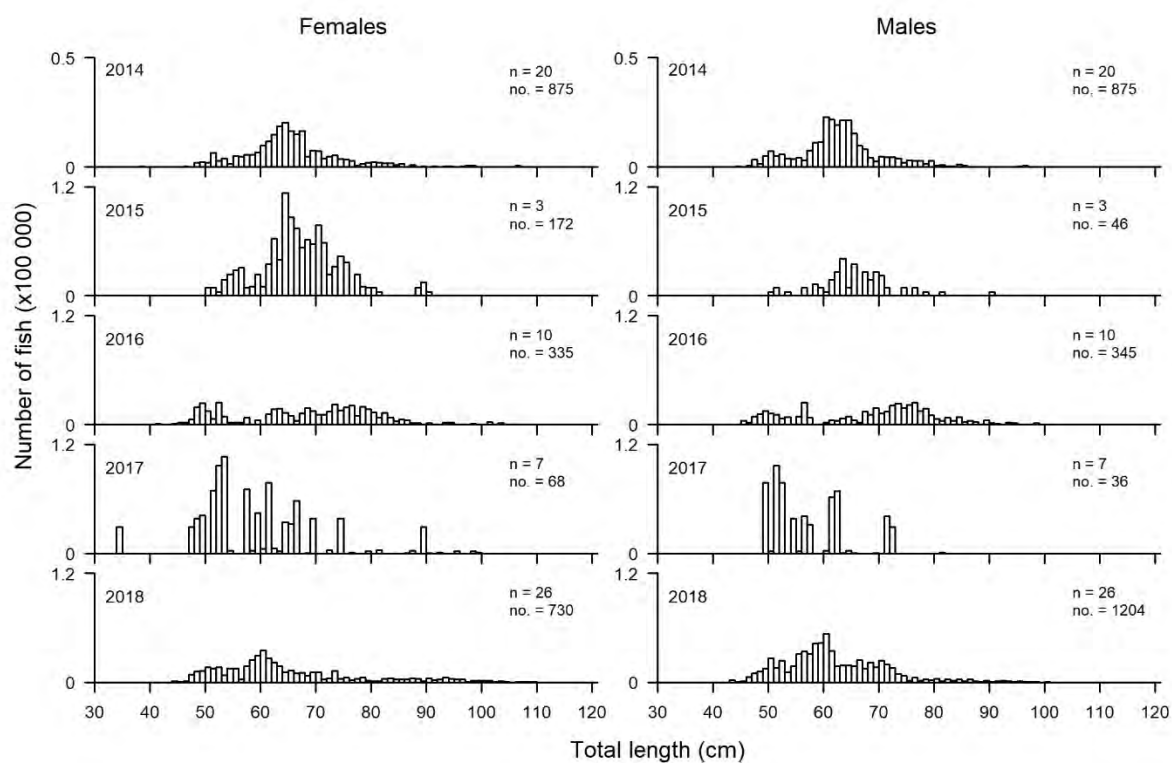 Females
Males
Number of fish (x100 000)
0.5
0
2014
n = 20
no. = 875
2014
n = 20
no. = 875
1.2
0
2015
n = 3
no. = 172
1.2
0
2015
n = 3
no. = 46
1.2
0
2016
n = 10
no. = 335
1.2
0
2016
n = 10
no. = 345
1.2
0
2017
n = 7
no. = 68
1.2
0
2017
n = 7
no. = 36
1.2
0
2018
n = 26
no. = 730
1.2
0
2018
n = 26
no. = 1204
0.5
0
30 40 50 60 70 80 90 100 110 120
30 40 50 60 70 80 90 100 110 120
Total length (cm)